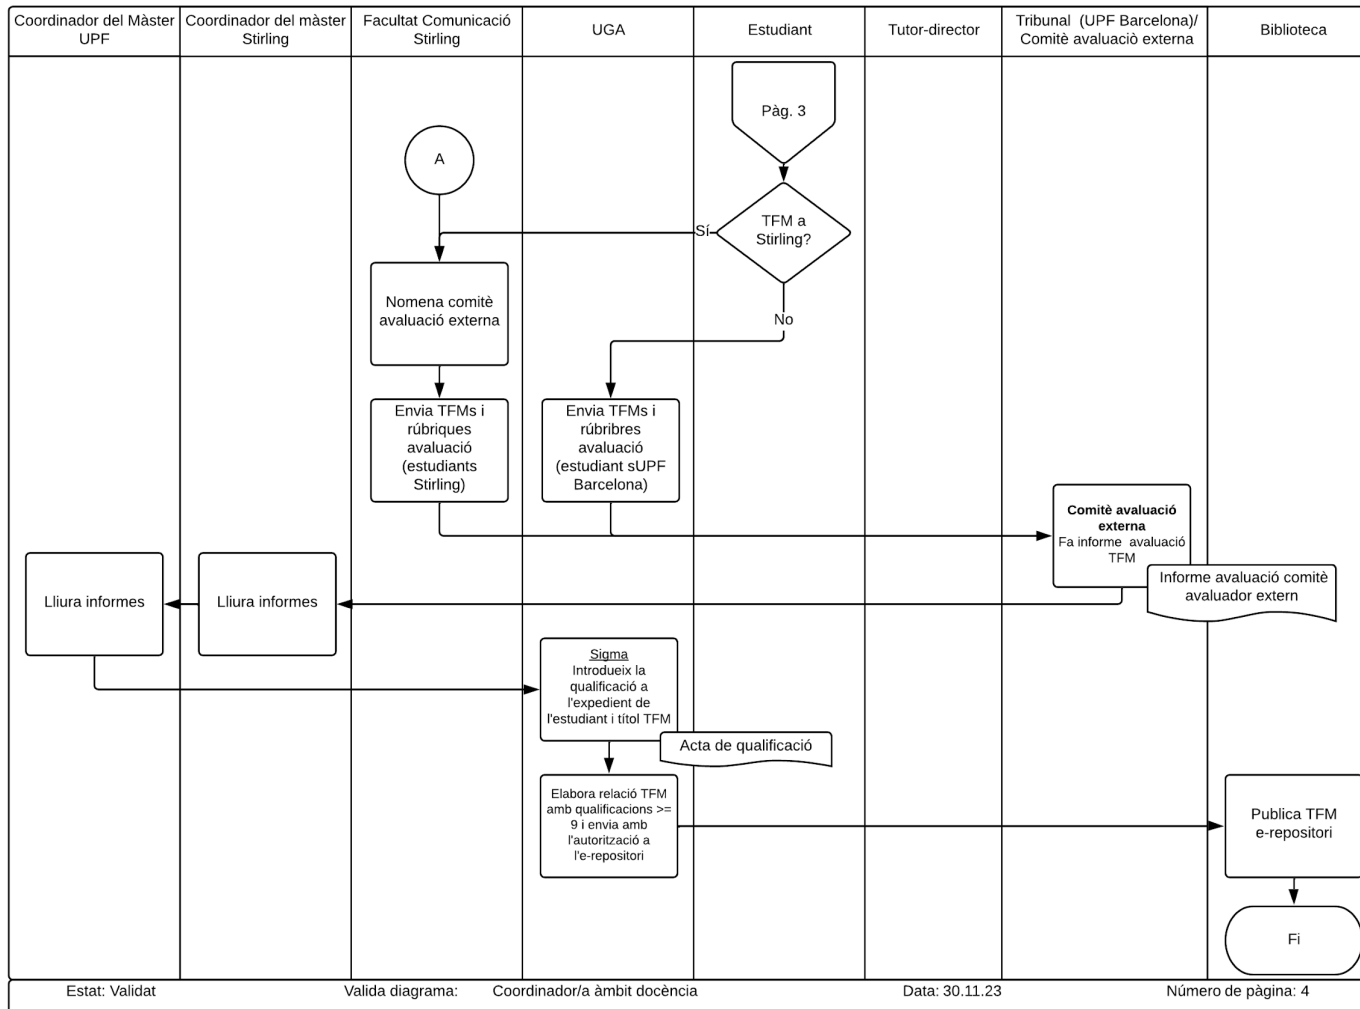 Coordinador del Màster
UPF
Coordinador del màster
Stirling
Facultat Comunicació
Stirling
UGA
Estudiant
Tutor-director
Tribunal (UPF Barcelona)/
Comitè avaluaciò externa
Biblioteca
Pàg. 3
A
TFM a
Stirling?
Sí
No
Nomena comitè
avaluació externa
Envia TFMs i
rúbriques
avaluació
(estudiants
Stirling)
Envia TFMs i
rúbribres
avaluació
(estudiant sUPF
Barcelona)
Comitè avaluació
externa
Fa informe avaluació
TFM
Informe avaluació comitè
avaluador extern
Lliura informes
Lliura informes
Sigma
Introdueix la
qualificació a
l'expedient de
l'estudiant i títol TFM
Acta de qualificació
Elabora relació TFM
amb qualificacions >=
9 i envia amb
l'autorització a
l'e-repositori
Publica TFM
e-repositori
Fi
Estat: Validat
Valida diagrama:
Coordinador/a àmbit docència
Data: 30.11.23
Número de pàgina: 4